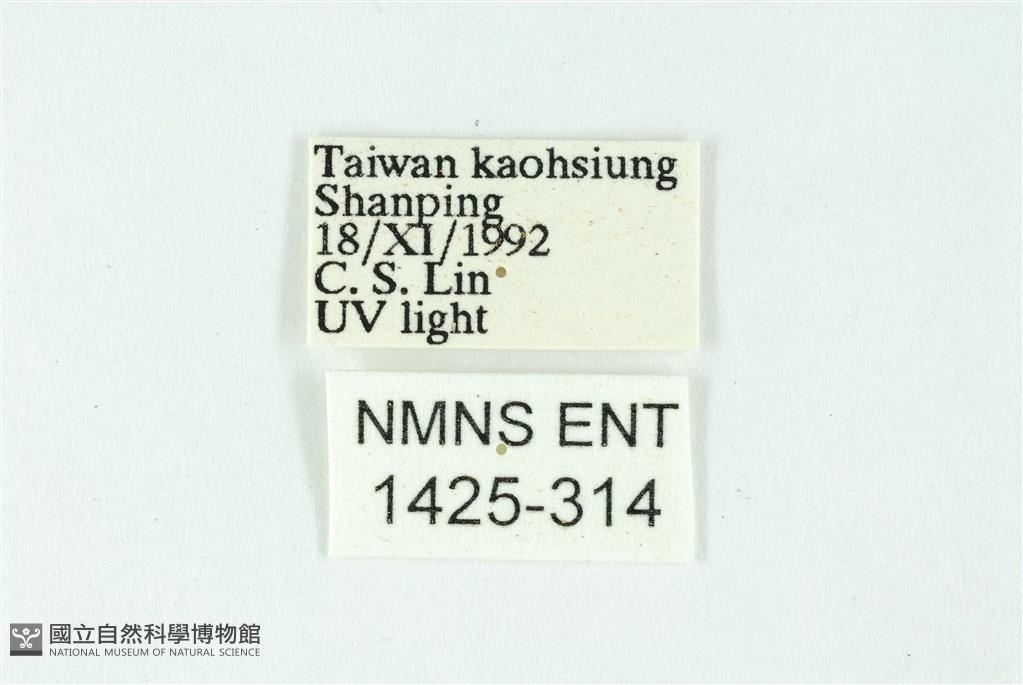 Taiwan kaohsiung
Shanping
18/XI/1992
C. S. Lin
UV light
NMNS ENT
1425-314
國立自然科學博物館
NATIONAL MUSEUM OF NATURAL SCIENCE